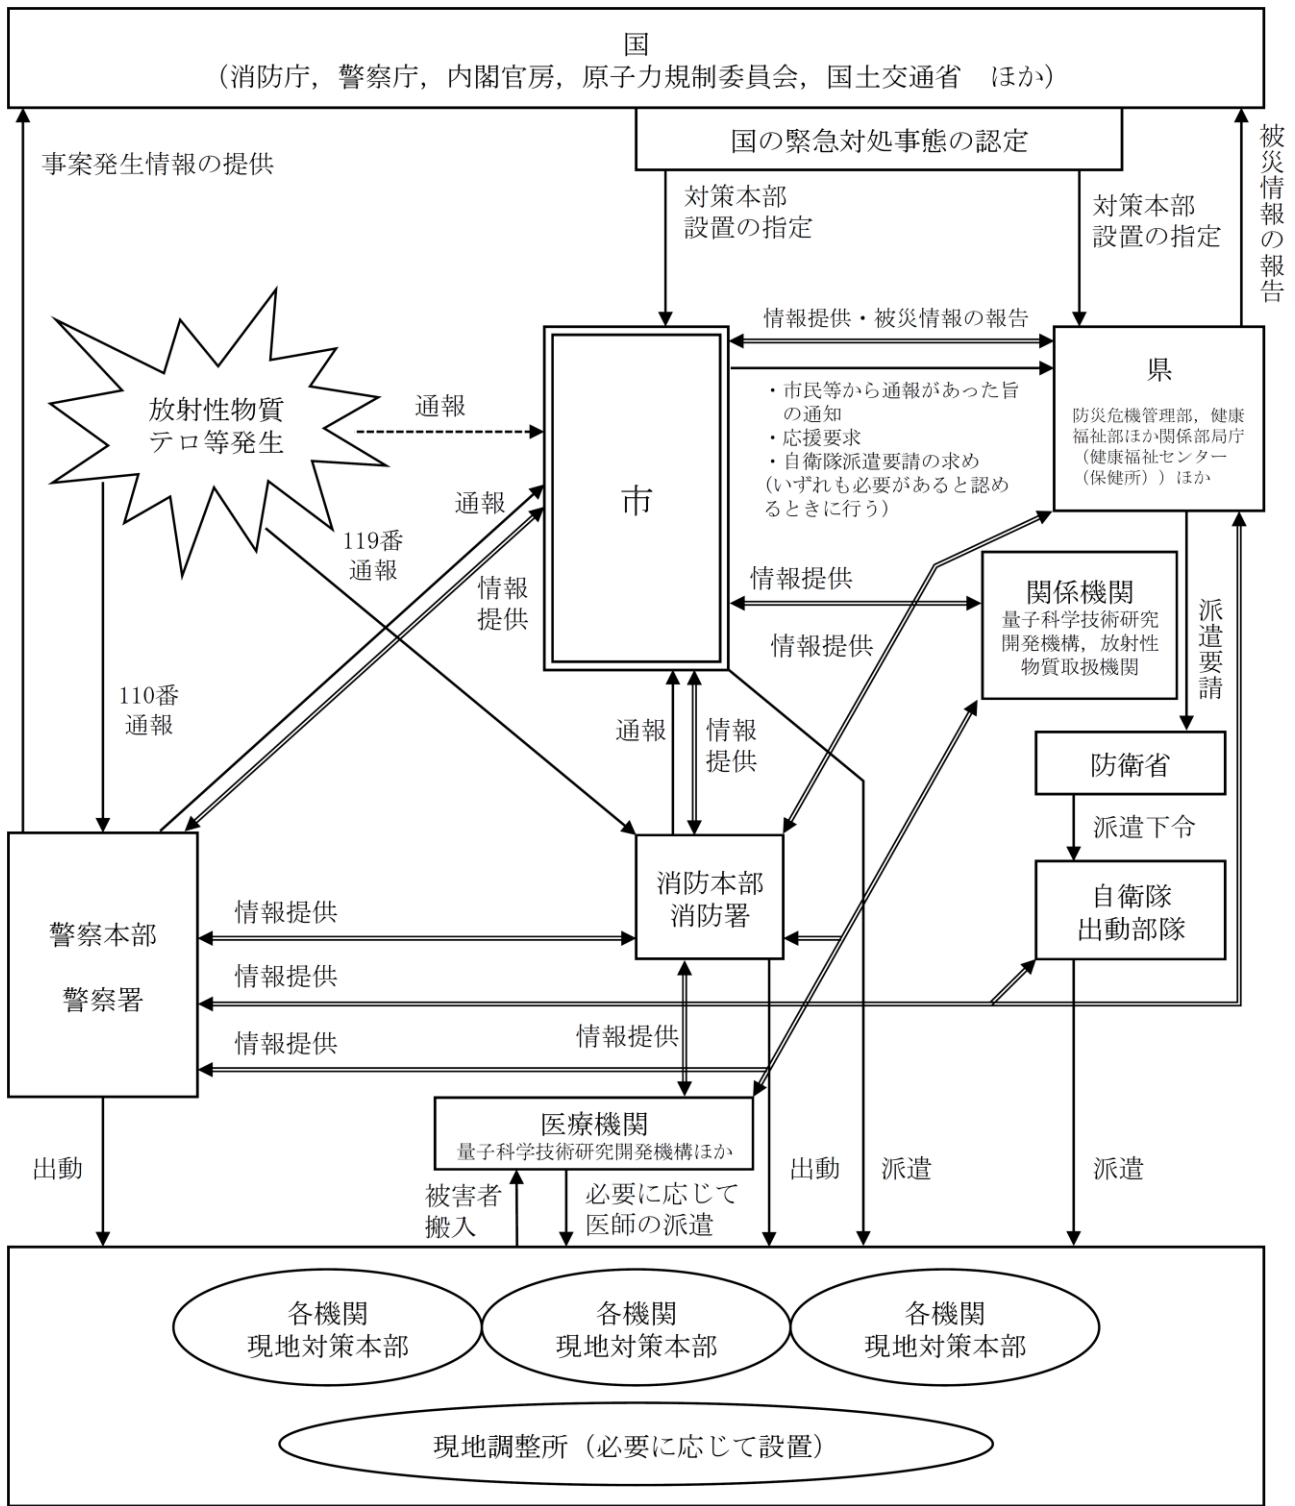 国
（消防庁，警察庁，内閣官房，原子力規制委員会，国土交通省　ほか）
国の緊急対処事態の認定
事案発生情報の提供
対策本部
設置の指定
対策本部
設置の指定
被災情報の報告
放射性物質
テロ等発生
通報
市
情報提供・被災情報の報告
・市民等から通報があった旨
の通知
・応援要求
・自衛隊派遣要請の求め
（いずれも必要があると認め
るときに行う）
県
防災危機管理部，健康
福祉部ほか関係部局庁
（健康福祉センター
（保健所））ほか
通報
119番
通報
情報
提供
情報提供
情報提供
関係機関
量子科学技術研究
開発機構，放射性
物質取扱機関
派遣要請
110番
通報
通報
情報
提供
防衛省
派遣下令
警察本部
警察署
情報提供
消防本部
消防署
自衛隊
出動部隊
情報提供
情報提供
情報提供
医療機関
量子科学技術研究開発機構ほか
出動
被害者
搬入
必要に応じて
医師の派遣
出動
派遣
派遣
各機関
現地対策本部
各機関
現地対策本部
各機関
現地対策本部
現地調整所（必要に応じて設置）